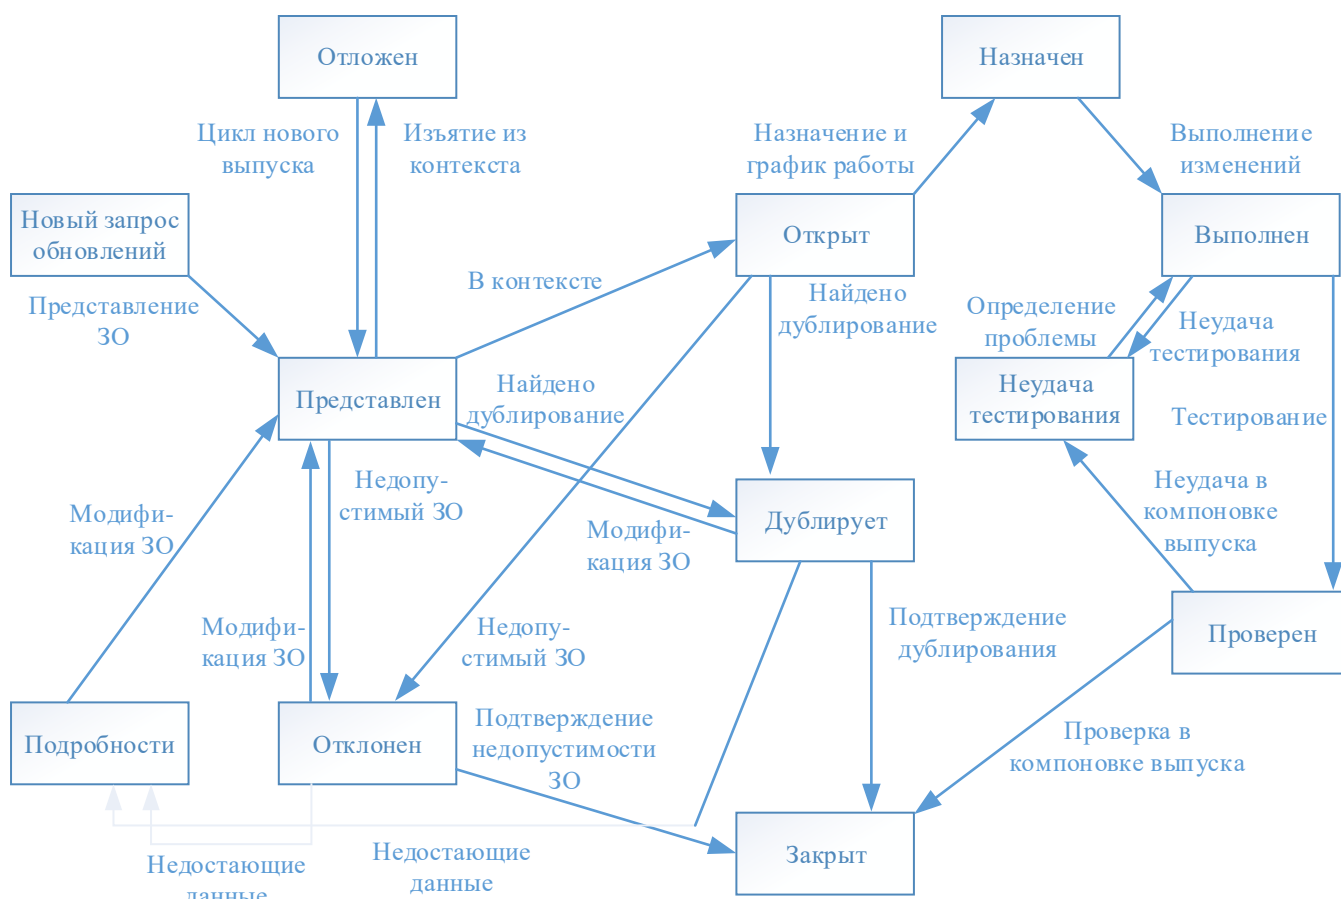 Отложен
Назначен
Цикл нового
выпуска
Изъятие из
контекста
Назначение и
график работы
Выполнение
изменений
Новый запрос
обновлений
Открыт
Выполнен
Представление
ЗО
В контексте
Найдено
дублирование
Определение
проблемы
Неудача
тестирования
Представлен
Найдено
дублирование
Неудача
тестирования
Тестирование
Модифи-
кация ЗО
Недопу-
стимый ЗО
Дублирует
Модифи-
кация ЗО
Неудача в
компоновке
выпуска
Модифи-
кация ЗО
Недопу-
стимый ЗО
Подтверждение
дублирования
Проверен
Подробности
Отклонен
Подтверждение
недопустимости
ЗО
Проверка в
компоновке выпуска
Закрыт
Недостающие
данные
Недостающие
данные